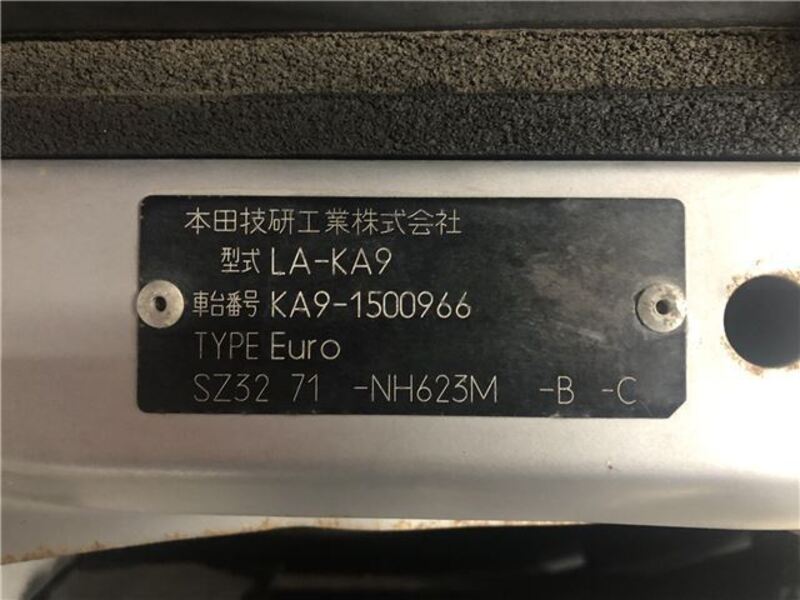 本田技研工業株式会社
型式 LA-KA9
車台番号 KA9-1500966
TYPE Euro
SZ32 71 -NH623M -B -C